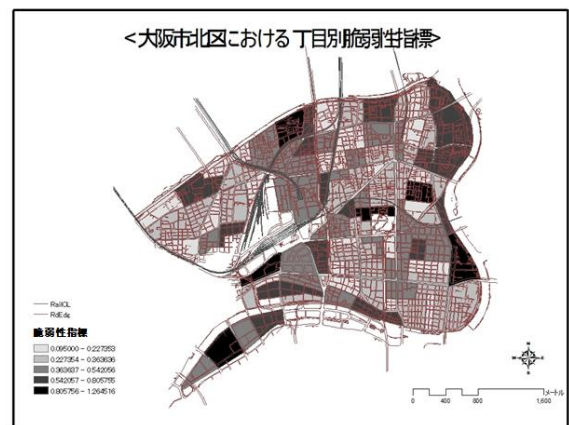 <大阪市北区における丁目別脆弱性指標>
RailCL
RdEdg
脆弱性指標
0.095000 - 0.227353
0.227354 - 0.363636
0.363637 - 0.542056
0.542057 - 0.805755
0.805756 - 1.264516
メートル
0 400 800 1,600